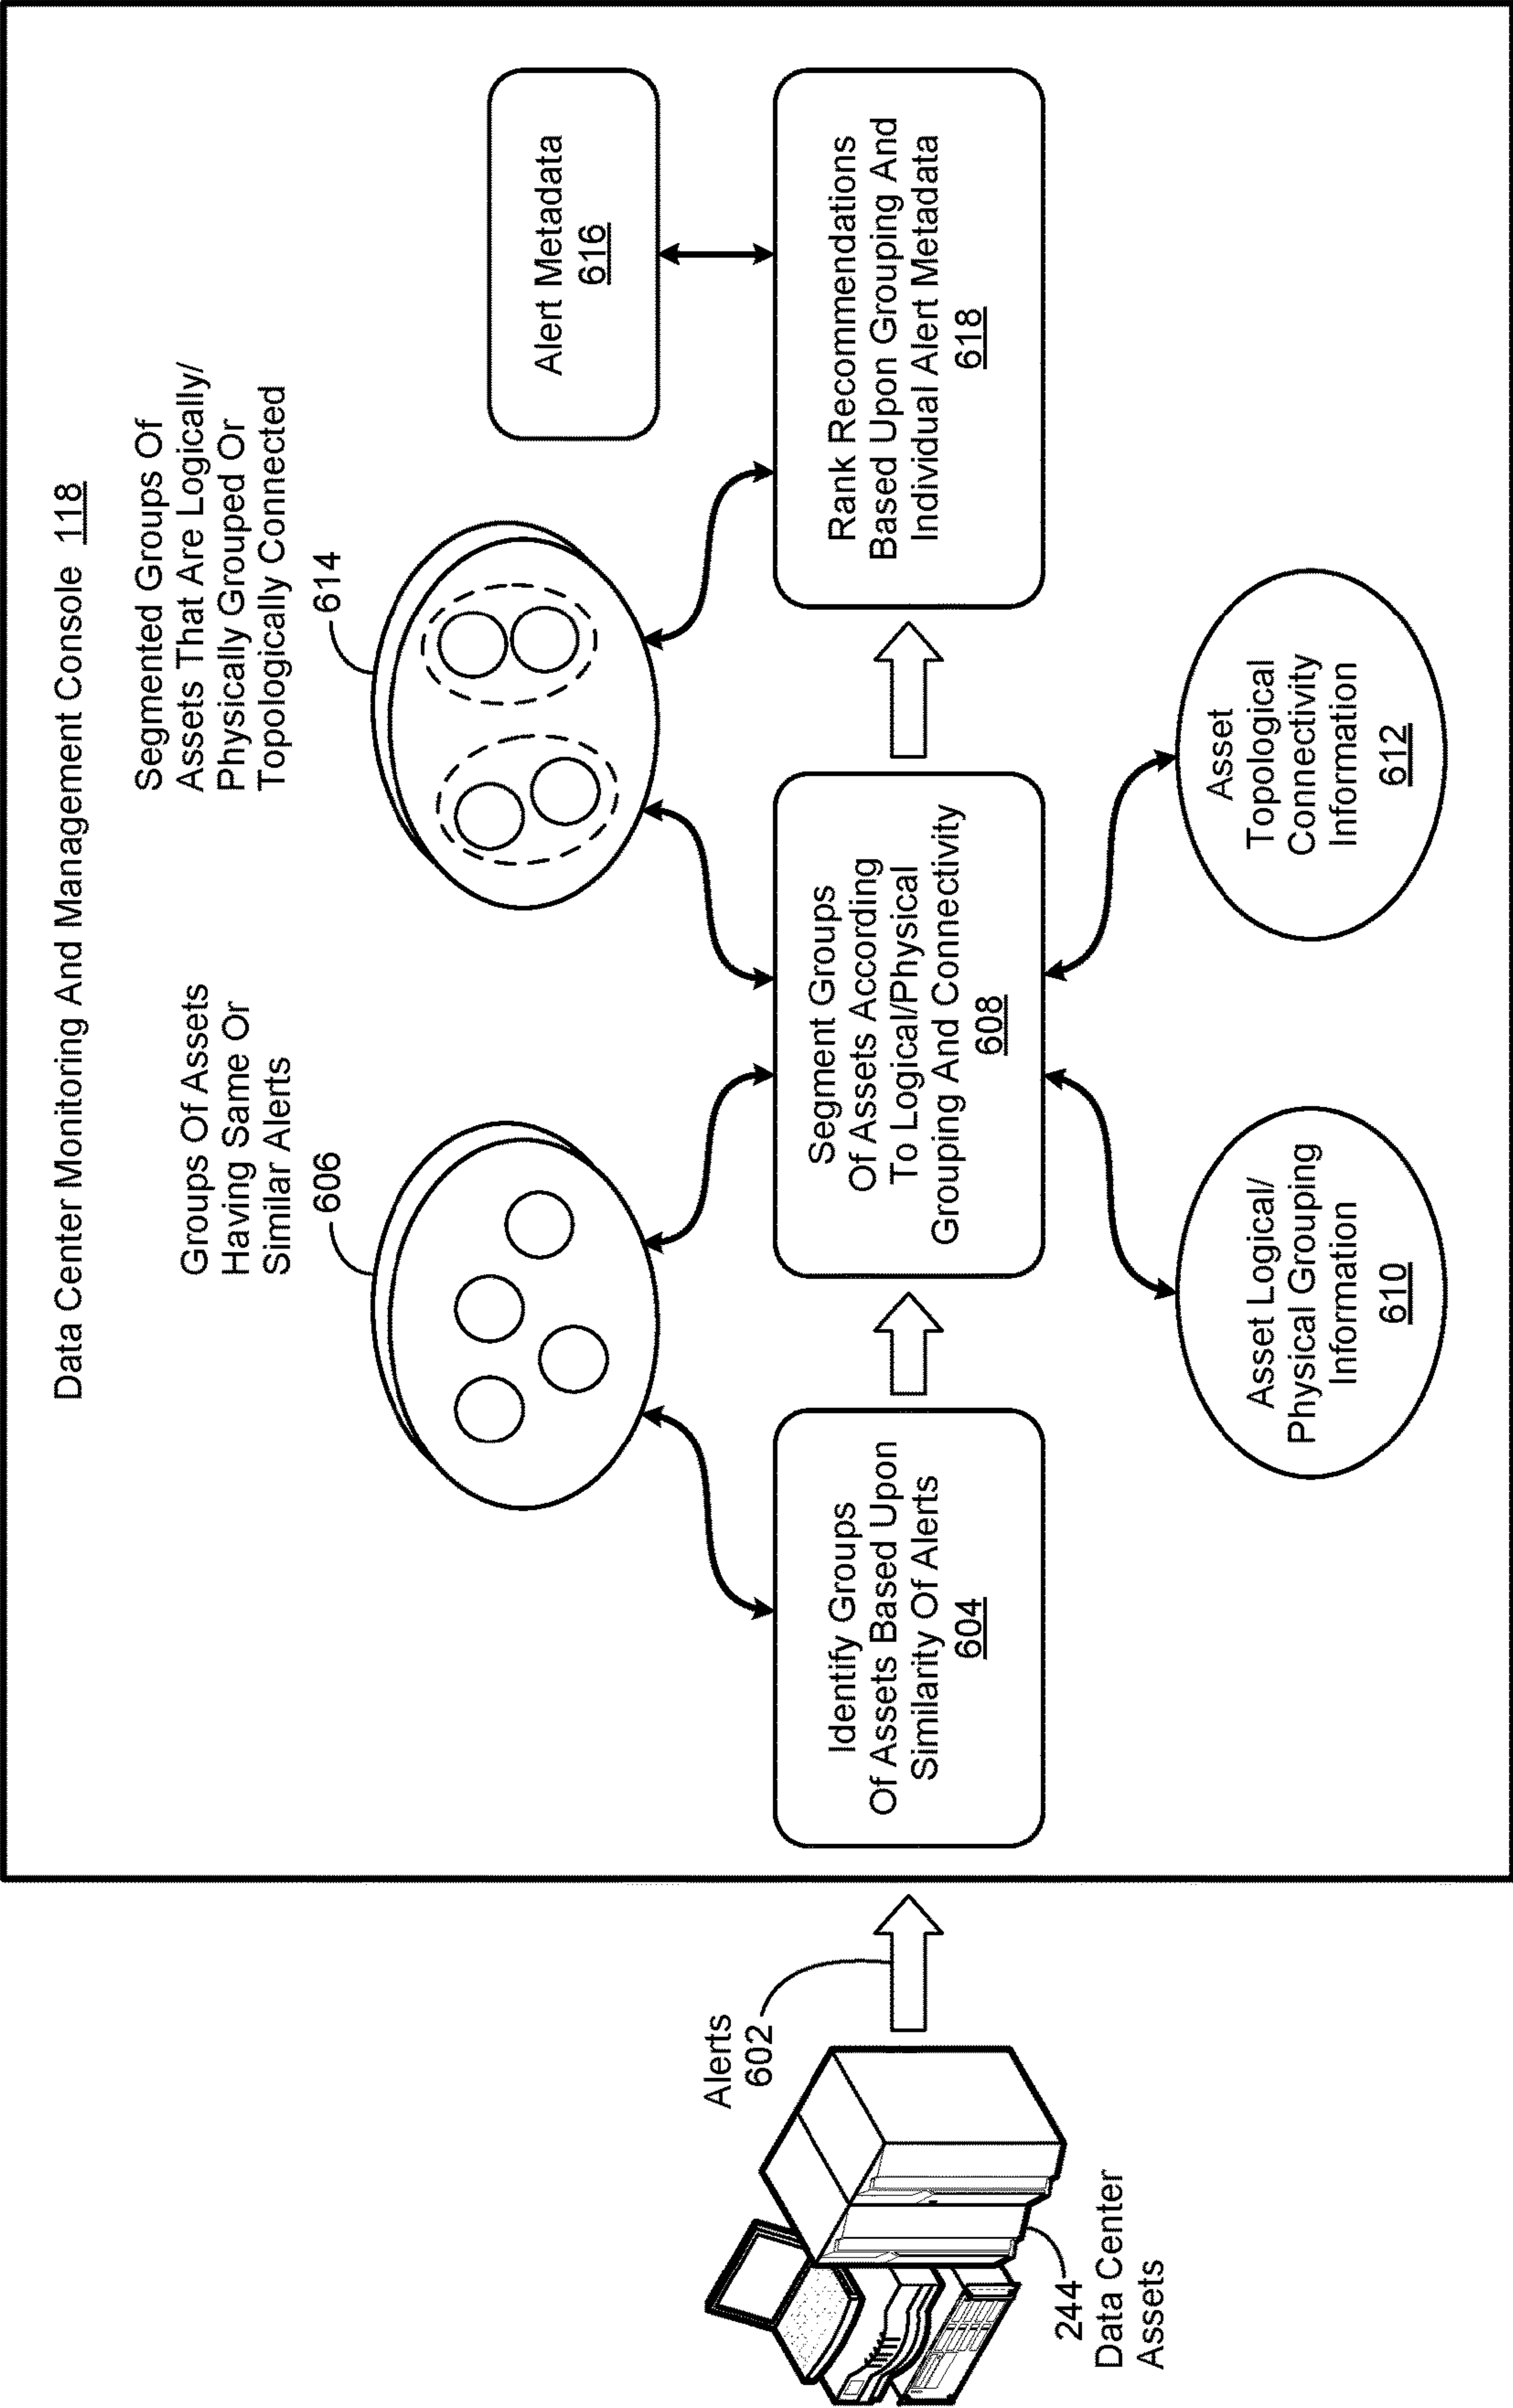 Data Center Monitoring And Management Console 118
Groups Of Assets
Having Same Or
Similar Alerts
606
Segmented Groups Of
Assets That Are Logically/
Physically Grouped Or
Topologically Connected
614
Alert Metadata
616
Alerts
602
244
Data Center
Assets
Identify Groups
Of Assets Based Upon
Similarity Of Alerts
604
Segment Groups
Of Assets According
To Logical/Physical
Grouping And Connectivity
608
Rank Recommendations
Based Upon Grouping And
Individual Alert Metadata
618
Asset Logical/
Physical Grouping
Information
610
Asset
Topological
Connectivity
Information
612